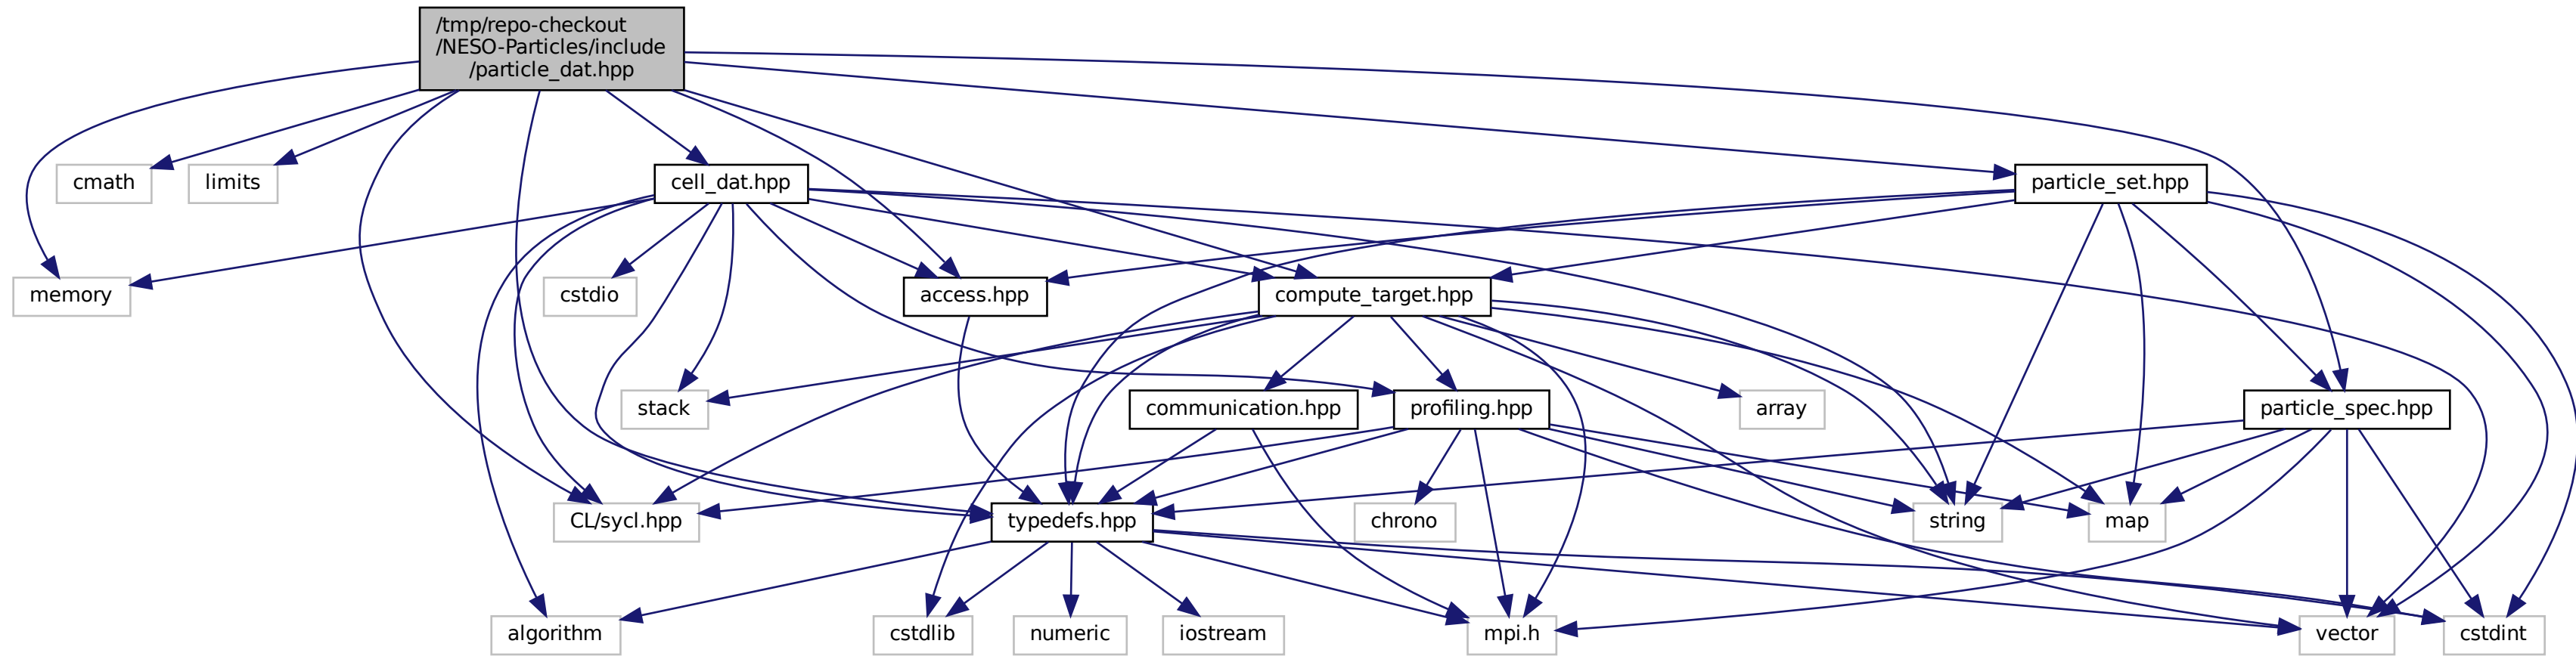 /tmp/repo-checkout
/NESO-Particles/include
/particle_dat.hpp
cmath
limits
cell_dat.hpp
particle_set.hpp
memory
cstdio
access.hpp
compute_target.hpp
stack
communication.hpp
profiling.hpp
array
particle_spec.hpp
CL/sycl.hpp
typedefs.hpp
chrono
string
map
algorithm
cstdlib
numeric
iostream
mpi.h
vector
cstdint